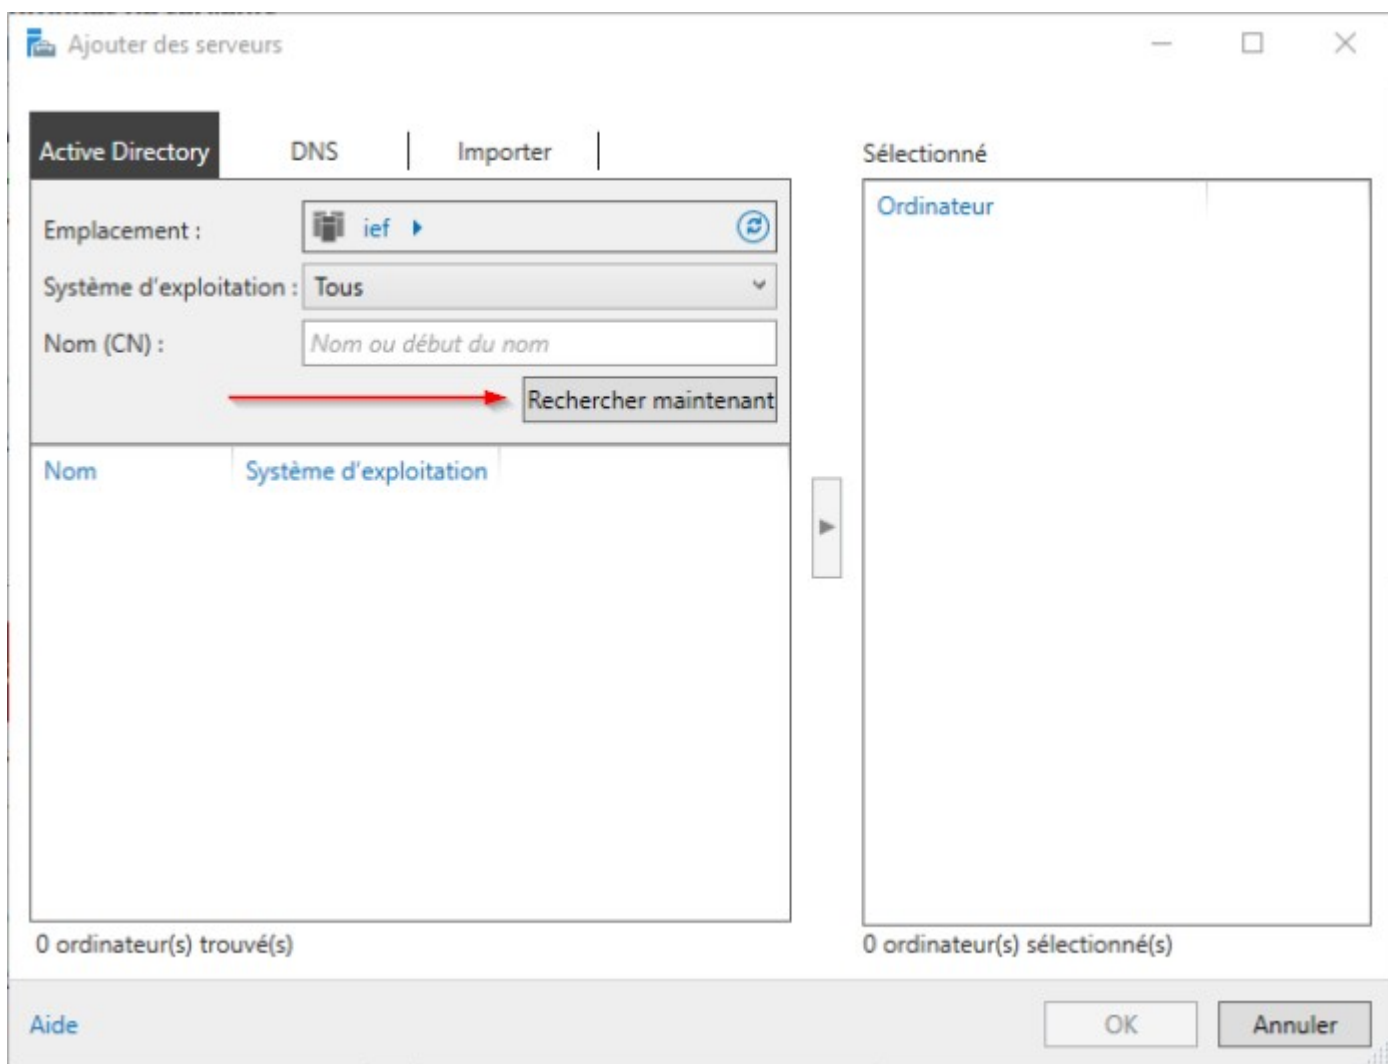 Ajouter des serveurs
Active Directory
DNS
Importer
Sélectionné
Emplacement :
ief
Système d'exploitation :
Tous
Nom (CN) :
Nom ou début du nom
Rechercher maintenant
Nom
Système d'exploitation
Ordinateur
0 ordinateur(s) trouvé(s)
0 ordinateur(s) sélectionné(s)
Aide
OK
Annuler